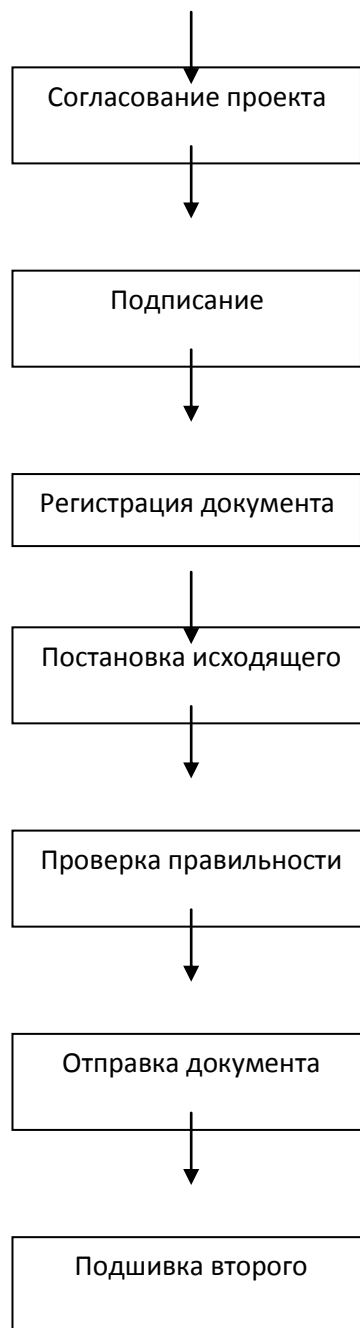 Согласование проекта
Подписание
Регистрация документа
Постановка исходящего
Проверка правильности
Отправка документа
Подшивка второго